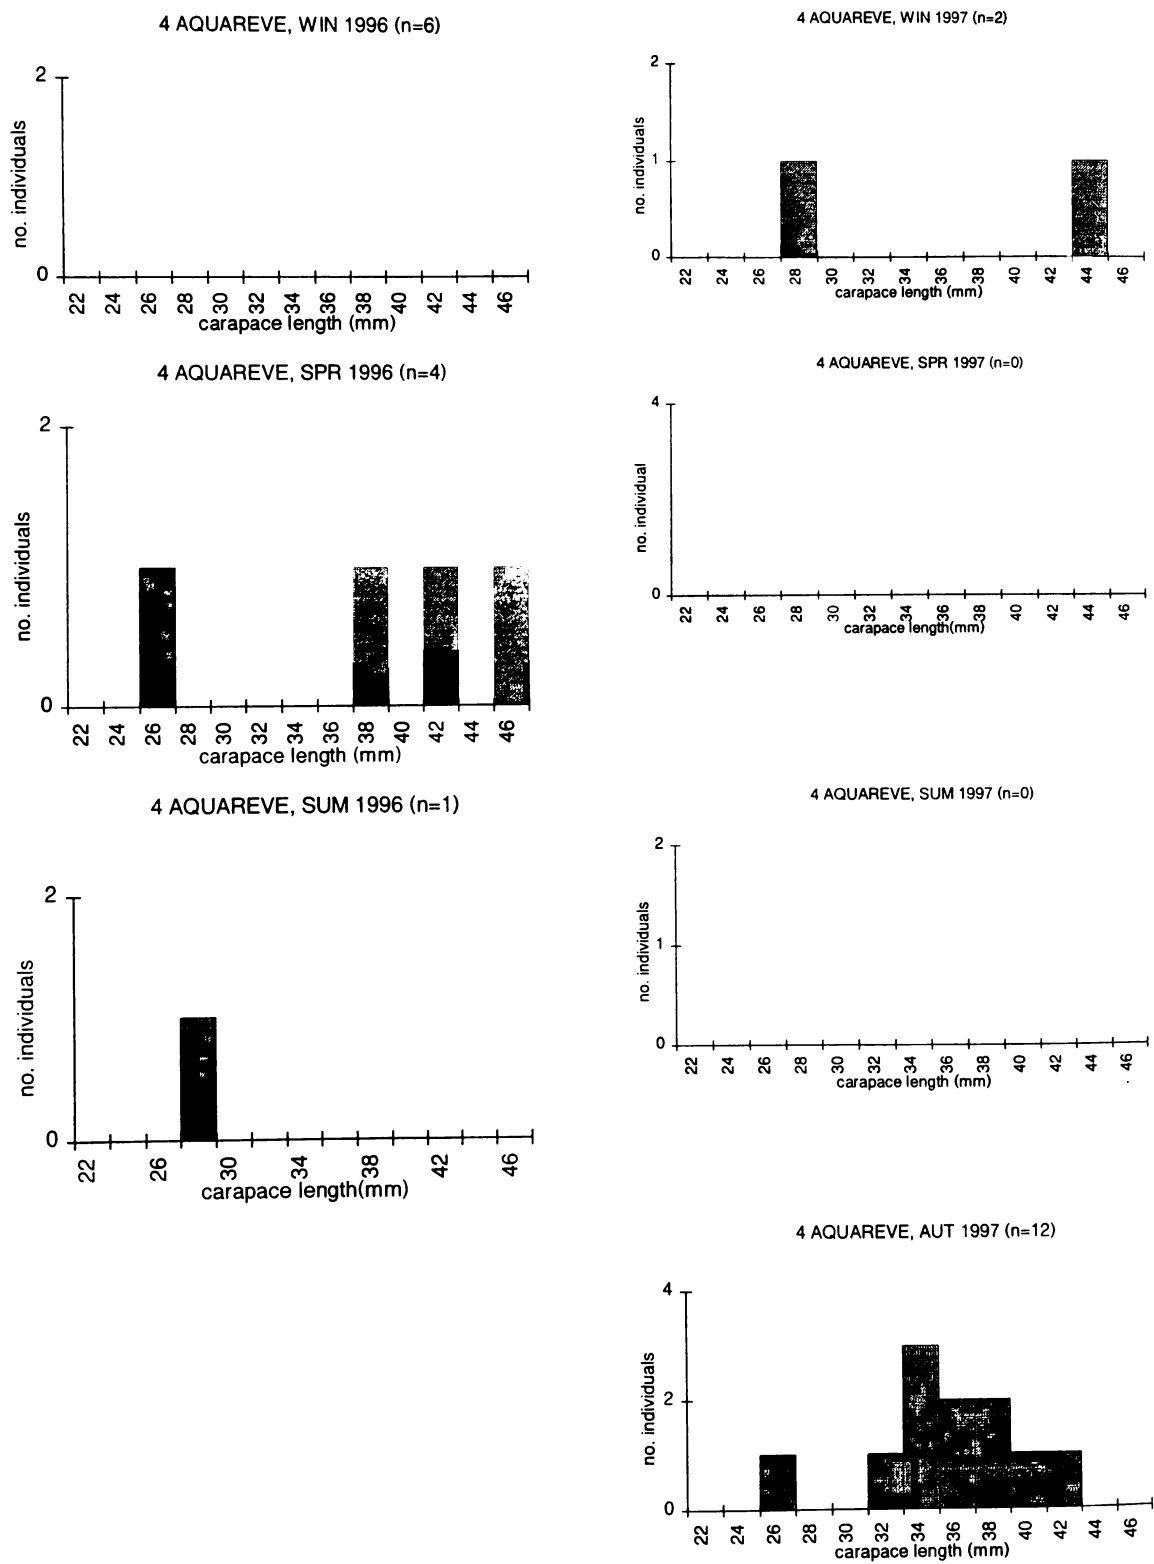 4 AQUAREVE, WIN 1996 (n=6)
2
0
no. individuals
22 24 26 28 30 32 34 36 38 40 42 44 46
carapace length (mm)
4 AQUAREVE, SPR 1996 (n=4)
2
0
no. individuals
22 24 26 28 30 32 34 36 38 40 42 44 46
carapace length (mm)
4 AQUAREVE, SUM 1996 (n=1)
2
0
no. individuals
22 26 30 34 38 42 46
carapace length(mm)
4 AQUAREVE, WIN 1997 (n=2)
2
1
0
no. individuals
22 24 26 28 30 32 34 36 38 40 42 44 46
carapace length (mm)
4 AQUAREVE, SPR 1997 (n=0)
4
0
no. individual
22 24 26 28 30 32 34 36 38 40 42 44 46
carapace length(mm)
4 AQUAREVE, SUM 1997 (n=0)
2
1
0
no. individuals
22 24 26 28 30 32 34 36 38 40 42 44 46
carapace length (mm)
4 AQUAREVE, AUT 1997 (n=12)
4
2
0
no. individuals
22 24 26 28 30 32 34 36 38 40 42 44 46
carapace length (mm)